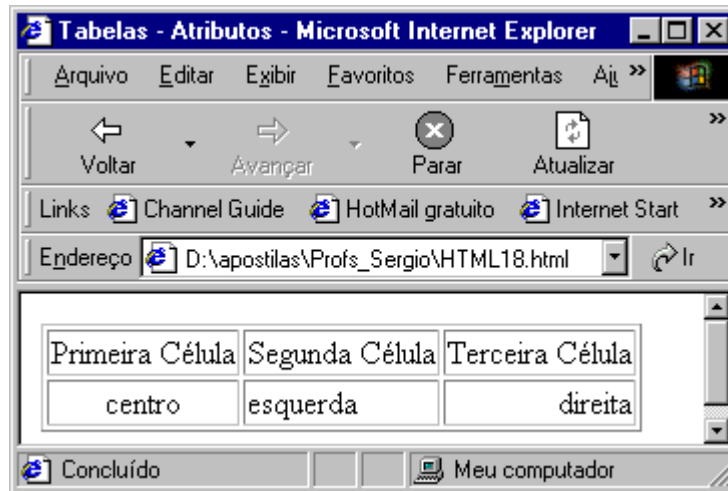 Tabelas - Atributos - Microsoft Internet Explorer
Arquivo Editar Exibir Favoritos Ferramentas Aju »
Voltar Avançar Parar Atualizar »
Links Channel Guide HotMail gratuito Internet Start »
Endereço D:\apostilas\Profs_Sergio\HTML18.html Ir
Primeira Célula Segunda Célula Terceira Célula
centro esquerda direita
Concluído Meu computador